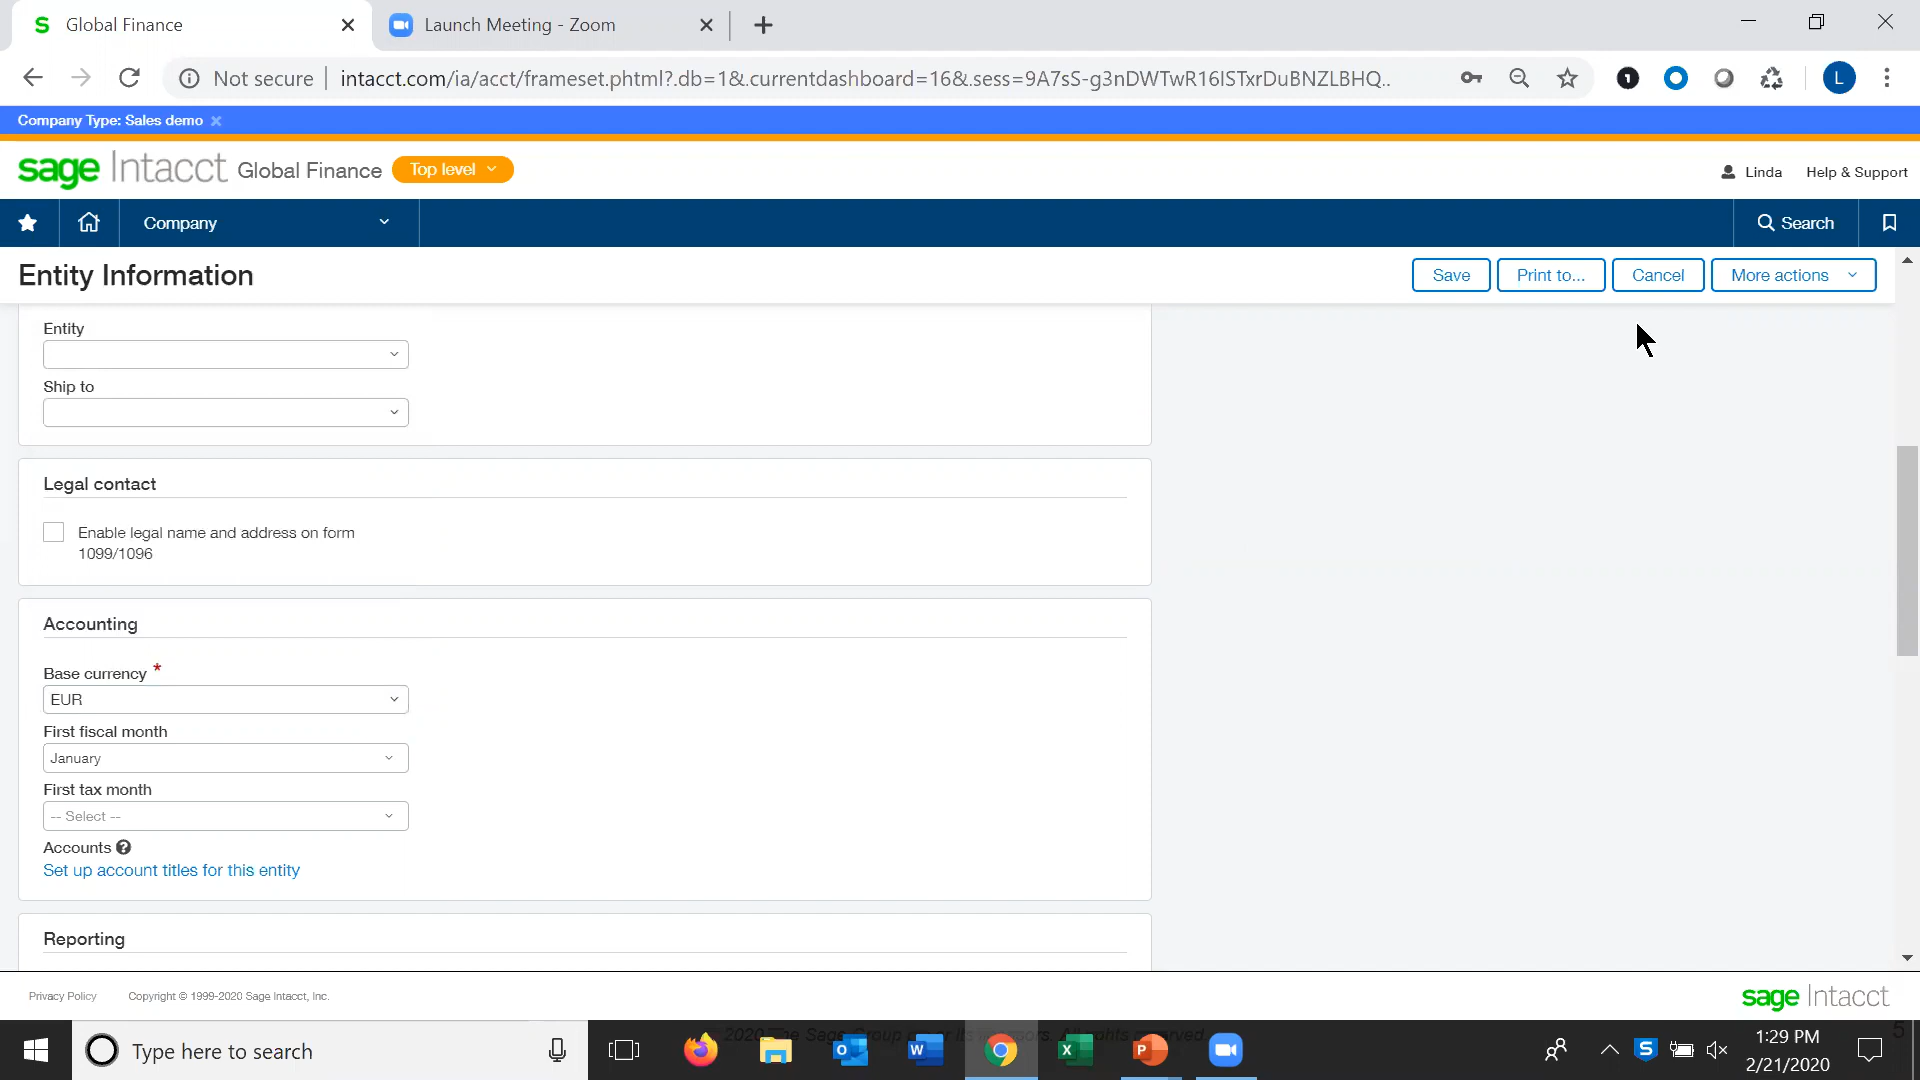 Global Finance
Launch Meeting - Zoom
Not secure
intacct.com/ia/acct/frameset.phtml?.db=1&.currentdashboard=16&.sess=9A7sS-g3nDWTwR16ISTxrDuBNZLBHQ..
L
Company Type: Sales demo
sage Intacct Global Finance Top level
Linda Help & Support
Company
Search
Entity Information
Save Print to... Cancel More actions
Entity
Ship to
Legal contact
Enable legal name and address on form
1099/1096
Accounting
Base currency *
EUR
First fiscal month
January
First tax month
-- Select --
Accounts
Set up account titles for this entity
Reporting
Privacy Policy Copyright © 1999-2020 Sage Intacct, Inc.
sage Intacct
Type here to search
1:29 PM
2/21/2020